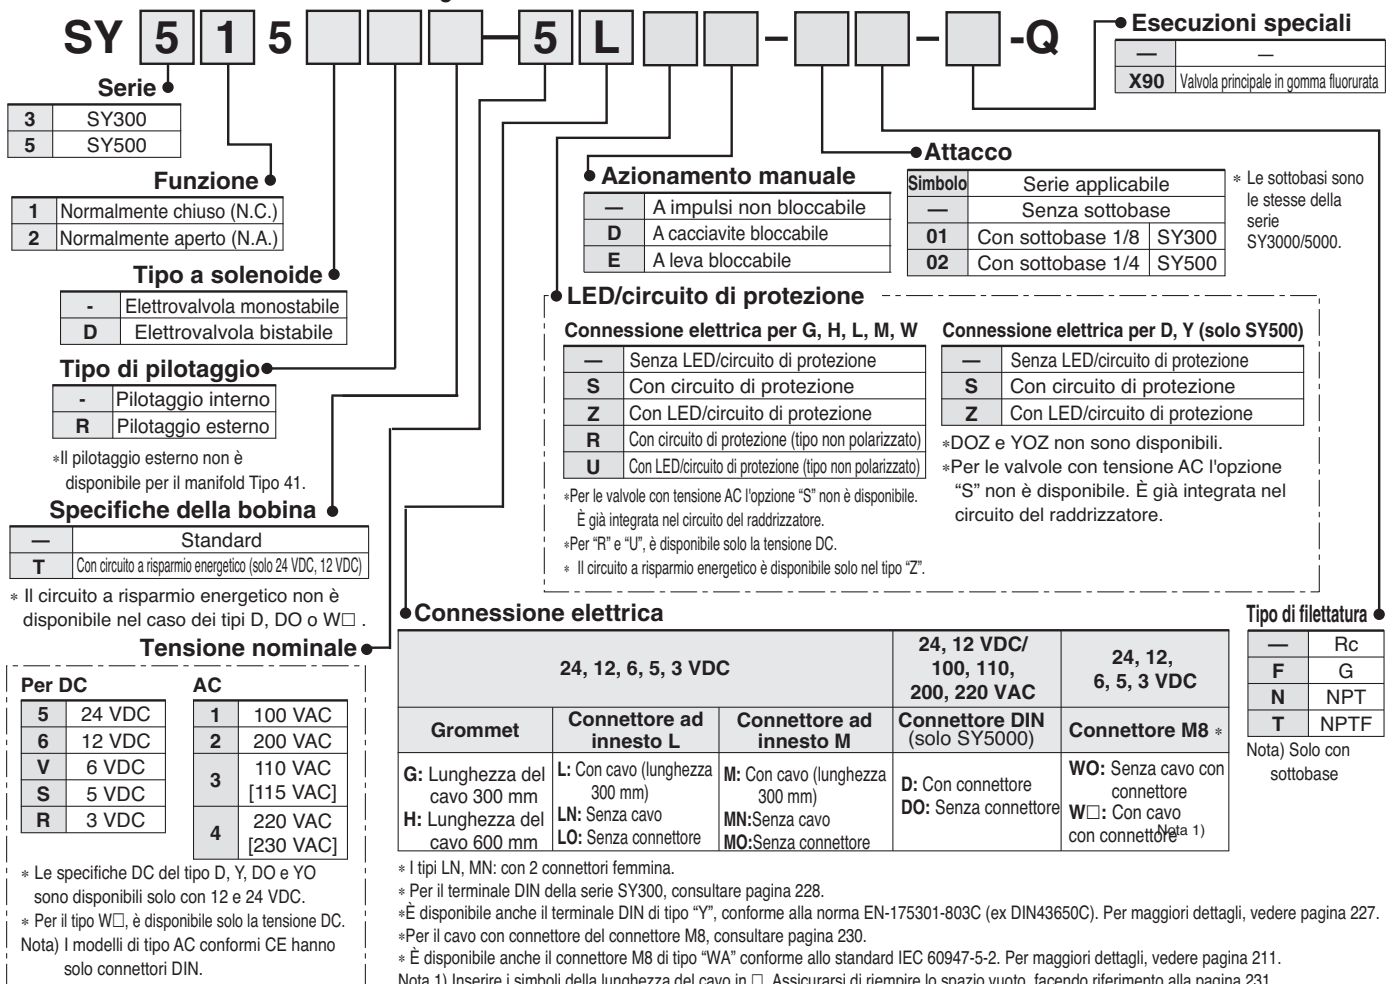 SY 5 1 5 — 5 L – – -Q
Esecuzioni speciali
— —
X90 Valvola principale in gomma fluorurata
Serie
3 SY300
5 SY500
Funzione
1 Normalmente chiuso (N.C.)
2 Normalmente aperto (N.A.)
Tipo a solenoide
- Elettrovalvola monostabile
D Elettrovalvola bistabile
Tipo di pilotaggio
- Pilotaggio interno
R Pilotaggio esterno
*Il pilotaggio esterno non è
disponibile per il manifold Tipo 41.
Specifiche della bobina
— Standard
T Con circuito a risparmio energetico (solo 24 VDC, 12 VDC)
* Il circuito a risparmio energetico non è
disponibile nel caso dei tipi D, DO o W□ .
Tensione nominale
Per DC
5 24 VDC
6 12 VDC
V 6 VDC
S 5 VDC
R 3 VDC
AC
1 100 VAC
2 200 VAC
3 110 VAC
[115 VAC]
4 220 VAC
[230 VAC]
* Le specifiche DC del tipo D, Y, DO e YO
sono disponibili solo con 12 e 24 VDC.
* Per il tipo W□, è disponibile solo la tensione DC.
Nota) I modelli di tipo AC conformi CE hanno
solo connettori DIN.
Azionamento manuale
— A impulsi non bloccabile
D A cacciavite bloccabile
E A leva bloccabile
Attacco
Simbolo Serie applicabile
— Senza sottobase
01 Con sottobase 1/8 SY300
02 Con sottobase 1/4 SY500
* Le sottobasi sono
le stesse della
serie
SY3000/5000.
LED/circuito di protezione
Connessione elettrica per G, H, L, M, W
— Senza LED/circuito di protezione
S Con circuito di protezione
Z Con LED/circuito di protezione
R Con circuito di protezione (tipo non polarizzato)
U Con LED/circuito di protezione (tipo non polarizzato)
*Per le valvole con tensione AC l'opzione “S” non è disponibile.
È già integrata nel circuito del raddrizzatore.
*Per “R” e “U”, è disponibile solo la tensione DC.
* Il circuito a risparmio energetico è disponibile solo nel tipo “Z”.
Connessione elettrica per D, Y (solo SY500)
— Senza LED/circuito di protezione
S Con circuito di protezione
Z Con LED/circuito di protezione
*DOZ e YOZ non sono disponibili.
*Per le valvole con tensione AC l'opzione
“S” non è disponibile. È già integrata nel
circuito del raddrizzatore.
Connessione elettrica
24, 12, 6, 5, 3 VDC
24, 12 VDC/
100, 110,
200, 220 VAC
24, 12,
6, 5, 3 VDC
Grommet
Connettore ad
innesto L
Connettore ad
innesto M
Connettore DIN
(solo SY5000)
Connettore M8 *
G: Lunghezza del
cavo 300 mm
H: Lunghezza del
cavo 600 mm
L: Con cavo (lunghezza
300 mm)
LN: Senza cavo
LO: Senza connettore
M: Con cavo (lunghezza
300 mm)
MN:Senza cavo
MO:Senza connettore
D: Con connettore
DO: Senza connettore
WO: Senza cavo con
connettore
W□: Con cavo
con connettore Nota 1)
Tipo di filettatura
— Rc
F G
N NPT
T NPTF
Nota) Solo con
sottobase
* I tipi LN, MN: con 2 connettori femmina.
* Per il terminale DIN della serie SY300, consultare pagina 228.
*È disponibile anche il terminale DIN di tipo “Y”, conforme alla norma EN-175301-803C (ex DIN43650C). Per maggiori dettagli, vedere pagina 227.
*Per il cavo con connettore del connettore M8, consultare pagina 230.
* È disponibile anche il connettore M8 di tipo “WA” conforme allo standard IEC 60947-5-2. Per maggiori dettagli, vedere pagina 211.
Nota 1) Inserire i simboli della lunghezza del cavo in □. Assicurarsi di riempire lo spazio vuoto, facendo riferimento alla pagina 231.